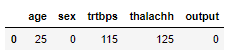 age sex trtbps thalachh output
0 25 0 115 125 0